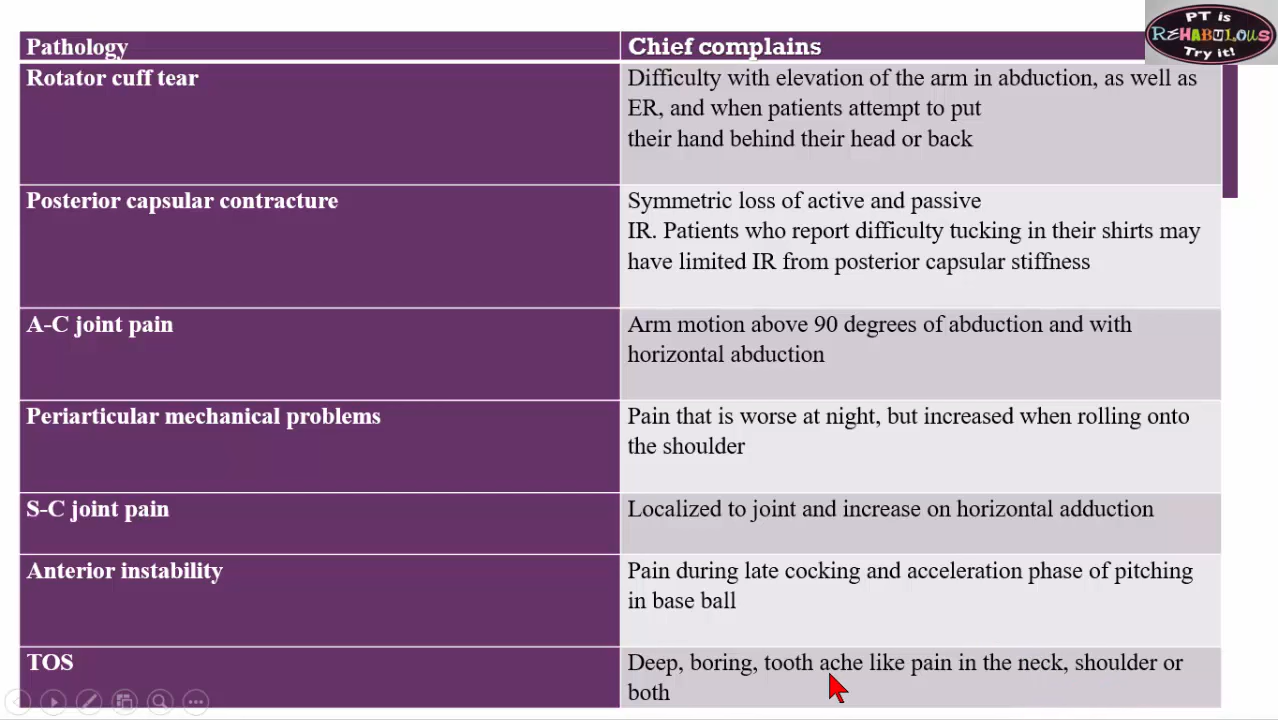 PT is
REHABULOUS
Try it!
Pathology
Chief complains
Rotator cuff tear
Difficulty with elevation of the arm in abduction, as well as
ER, and when patients attempt to put
their hand behind their head or back
Posterior capsular contracture
Symmetric loss of active and passive
IR. Patients who report difficulty tucking in their shirts may
have limited IR from posterior capsular stiffness
A-C joint pain
Arm motion above 90 degrees of abduction and with
horizontal abduction
Periarticular mechanical problems
Pain that is worse at night, but increased when rolling onto
the shoulder
S-C joint pain
Localized to joint and increase on horizontal adduction
Anterior instability
Pain during late cocking and acceleration phase of pitching
in base ball
TOS
Deep, boring, tooth ache like pain in the neck, shoulder or
both